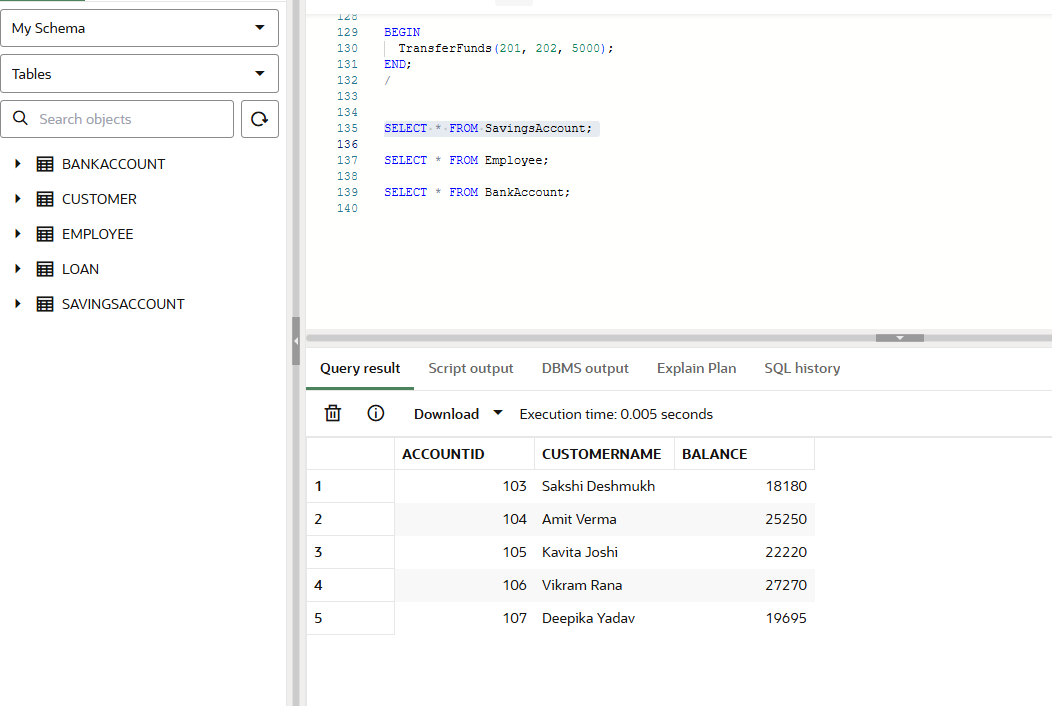 My Schema
Tables
Search objects
BANKACCOUNT
CUSTOMER
EMPLOYEE
LOAN
SAVINGSACCOUNT
128
129 BEGIN
130 TransferFunds(201, 202, 5000);
131 END;
132 /
133
134
135 SELECT * FROM SavingsAccount;
136
137 SELECT * FROM Employee;
138
139 SELECT * FROM BankAccount;
140
Query result Script output DBMS output Explain Plan SQL history
Download Execution time: 0.005 seconds
ACCOUNTID CUSTOMERNAME BALANCE
1 103 Sakshi Deshmukh 18180
2 104 Amit Verma 25250
3 105 Kavita Joshi 22220
4 106 Vikram Rana 27270
5 107 Deepika Yadav 19695